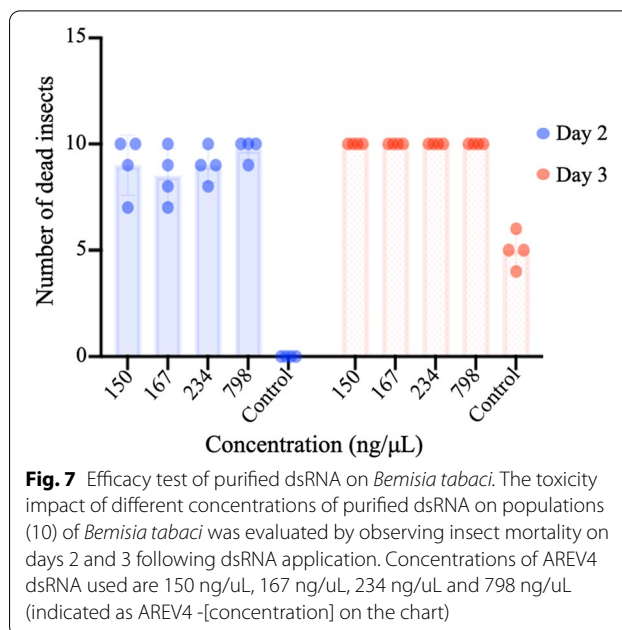 15
10
5
0
Number of dead insects
Day 2
Day 3
150
167
234
798
Control
150
167
234
798
Control
Concentration (ng/μL)
Fig. 7 Efficacy test of purified dsRNA on Bemisia tabaci. The toxicity
impact of different concentrations of purified dsRNA on populations
(10) of Bemisia tabaci was evaluated by observing insect mortality on
days 2 and 3 following dsRNA application. Concentrations of AREV4
dsRNA used are 150 ng/uL, 167 ng/uL, 234 ng/uL and 798 ng/uL
(indicated as AREV4 -[concentration] on the chart)